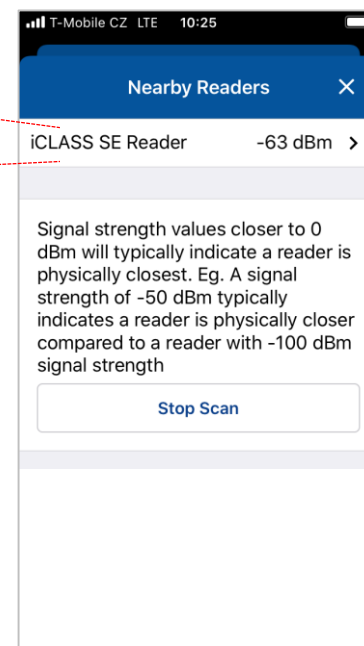 T-Mobile CZ LTE 10:25
Nearby Readers
iCLASS SE Reader -63 dBm
Signal strength values closer to 0
dBm will typically indicate a reader is
physically closest. Eg. A signal
strength of -50 dBm typically
indicates a reader is physically closer
compared to a reader with -100 dBm
signal strength
Stop Scan